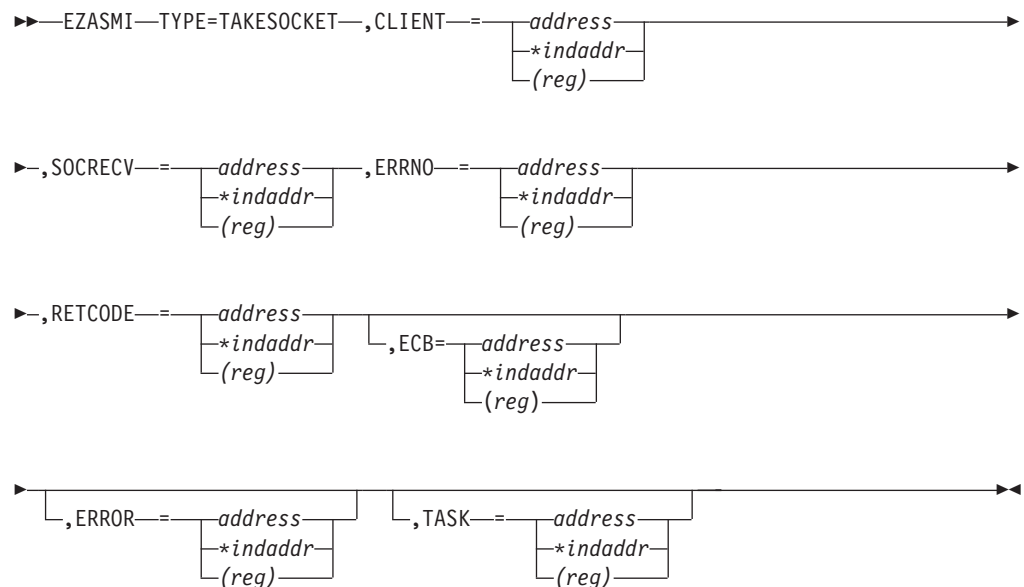 EZASMI TYPE=TAKESOCKET ,CLIENT = address
*indaddr
(reg)
,SOCRECV = address ,ERRNO = address
*indaddr *indaddr
(reg) (reg)
,RETCODE = address
*indaddr ,ECB= address
(reg) *indaddr
(reg)
,ERROR = address ,TASK = address
*indaddr *indaddr
(reg) (reg)